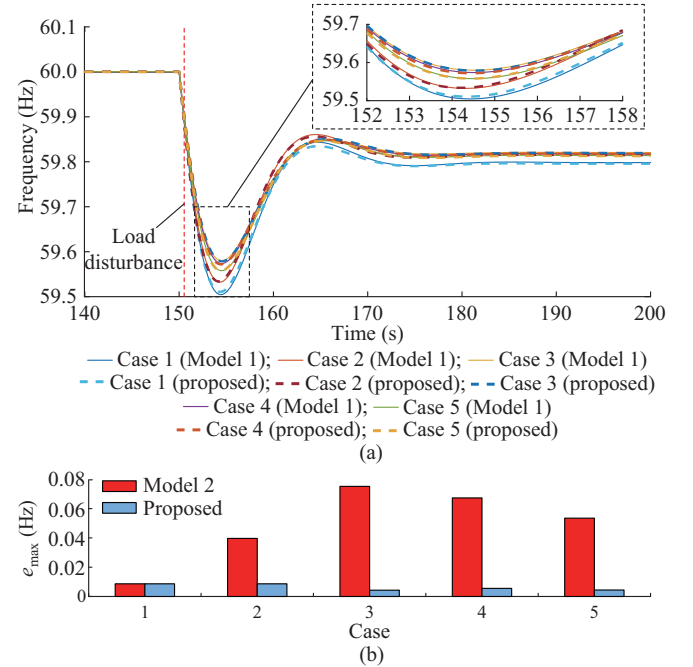 60.1
60.0
59.9
59.8
59.7
59.6
59.5
Frequency (Hz)
140
150
160
170
180
190
200
Time (s)
Load
disturbance
59.7
59.6
59.5
152 153 154 155 156 157 158
Case 1 (Model 1); Case 2 (Model 1); Case 3 (Model 1)
Case 1 (proposed); Case 2 (proposed); Case 3 (proposed)
Case 4 (Model 1); Case 5 (Model 1)
Case 4 (proposed); Case 5 (proposed)
(a)
0.08
0.06
0.04
0.02
0
e_max (Hz)
Model 2
Proposed
1 2 3 4 5
Case
(b)